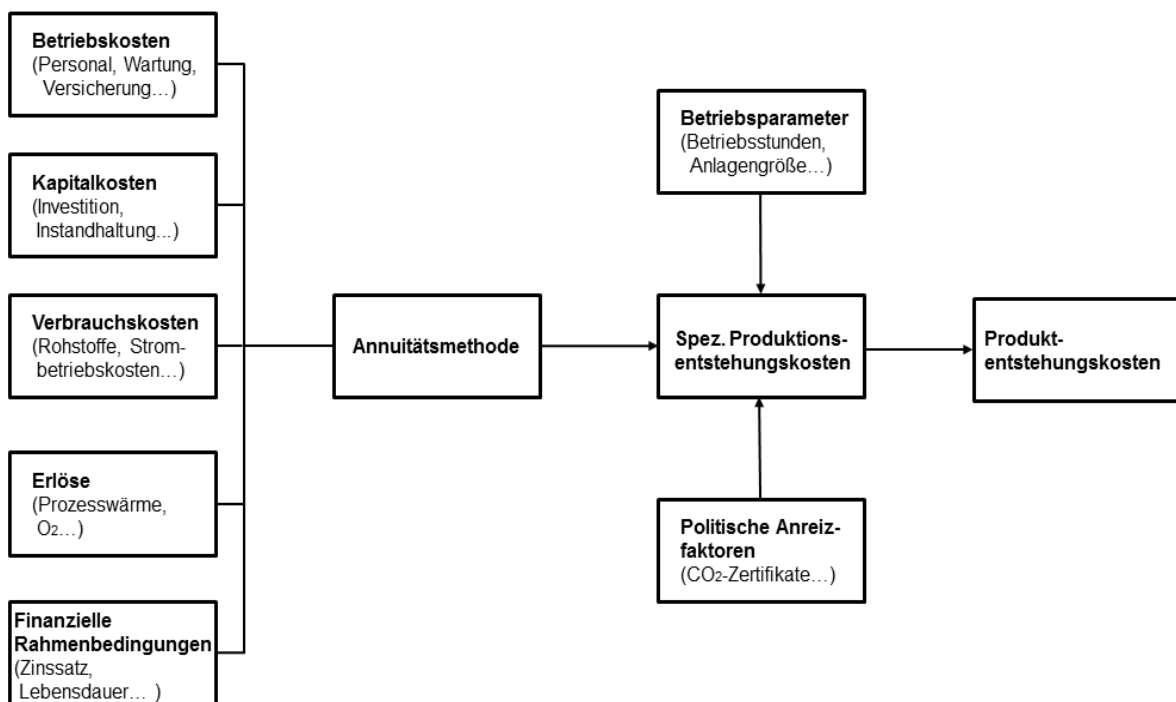 Betriebskosten
(Personal, Wartung,
Versicherung…)
Kapitalkosten
(Investition,
Instandhaltung...)
Verbrauchskosten
(Rohstoffe, Strom-
betriebskosten…)
Erlöse
(Prozesswärme,
O2…)
Finanzielle
Rahmenbedingungen
(Zinssatz,
Lebensdauer… )
Annuitätsmethode
Betriebsparameter
(Betriebsstunden,
Anlagengröße…)
Spez. Produktions-
entstehungskosten
Politische Anreiz-
faktoren
(CO2-Zertifikate…)
Produkt-
entstehungskosten